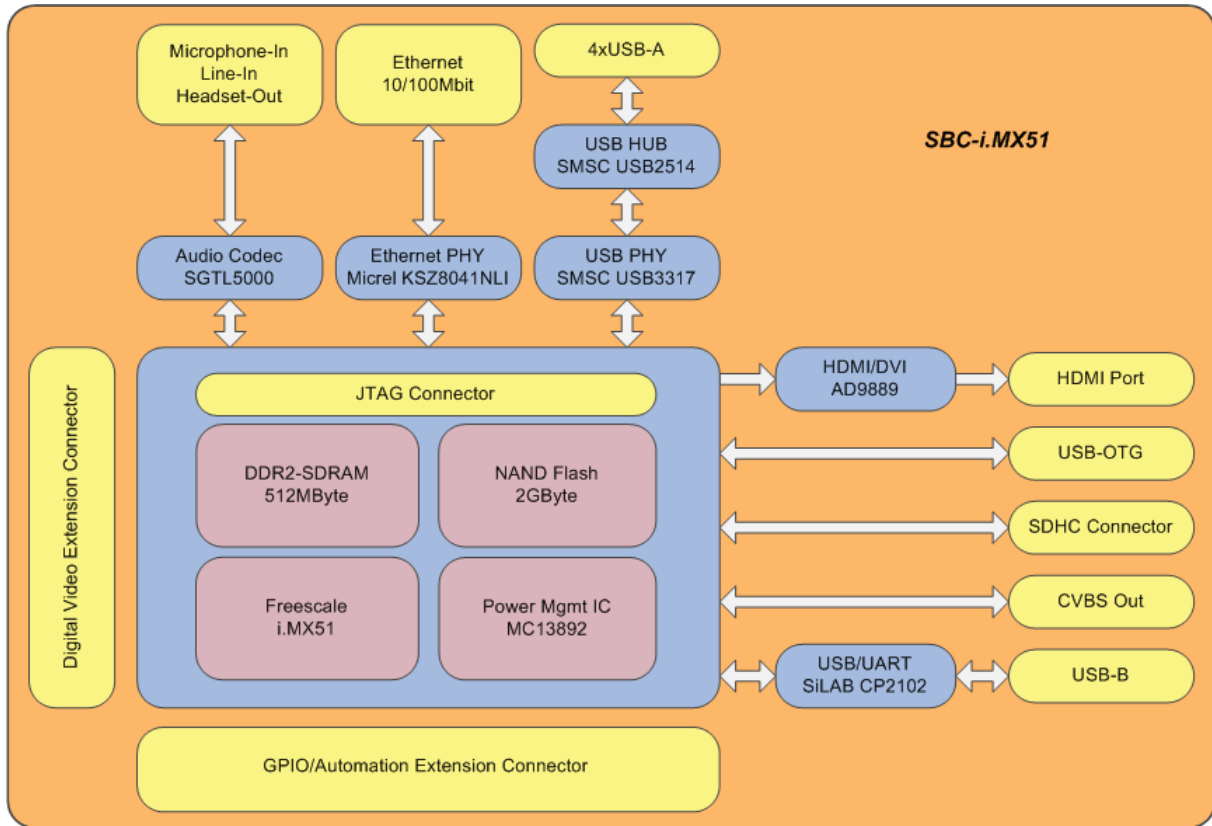 Microphone-In
Line-In
Headset-Out
Ethernet
10/100Mbit
4xUSB-A
USB HUB
SMSC USB2514
SBC-i.MX51
Audio Codec
SGTL5000
Ethernet PHY
Micrel KSZ8041NLI
USB PHY
SMSC USB3317
Digital Video Extension Connector
JTAG Connector
DDR2-SDRAM
512MByte
NAND Flash
2GByte
Freescale
i.MX51
Power Mgmt IC
MC13892
HDMI/DVI
AD9889
HDMI Port
USB-OTG
SDHC Connector
CVBS Out
USB/UART
SiLAB CP2102
USB-B
GPIO/Automation Extension Connector